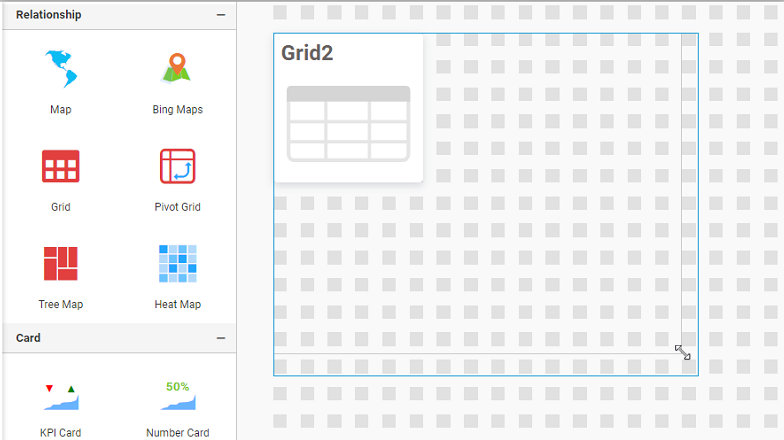 Relationship
Map
Bing Maps
Grid
Pivot Grid
Tree Map
Heat Map
Card
50%
KPI Card
Number Card
Grid2